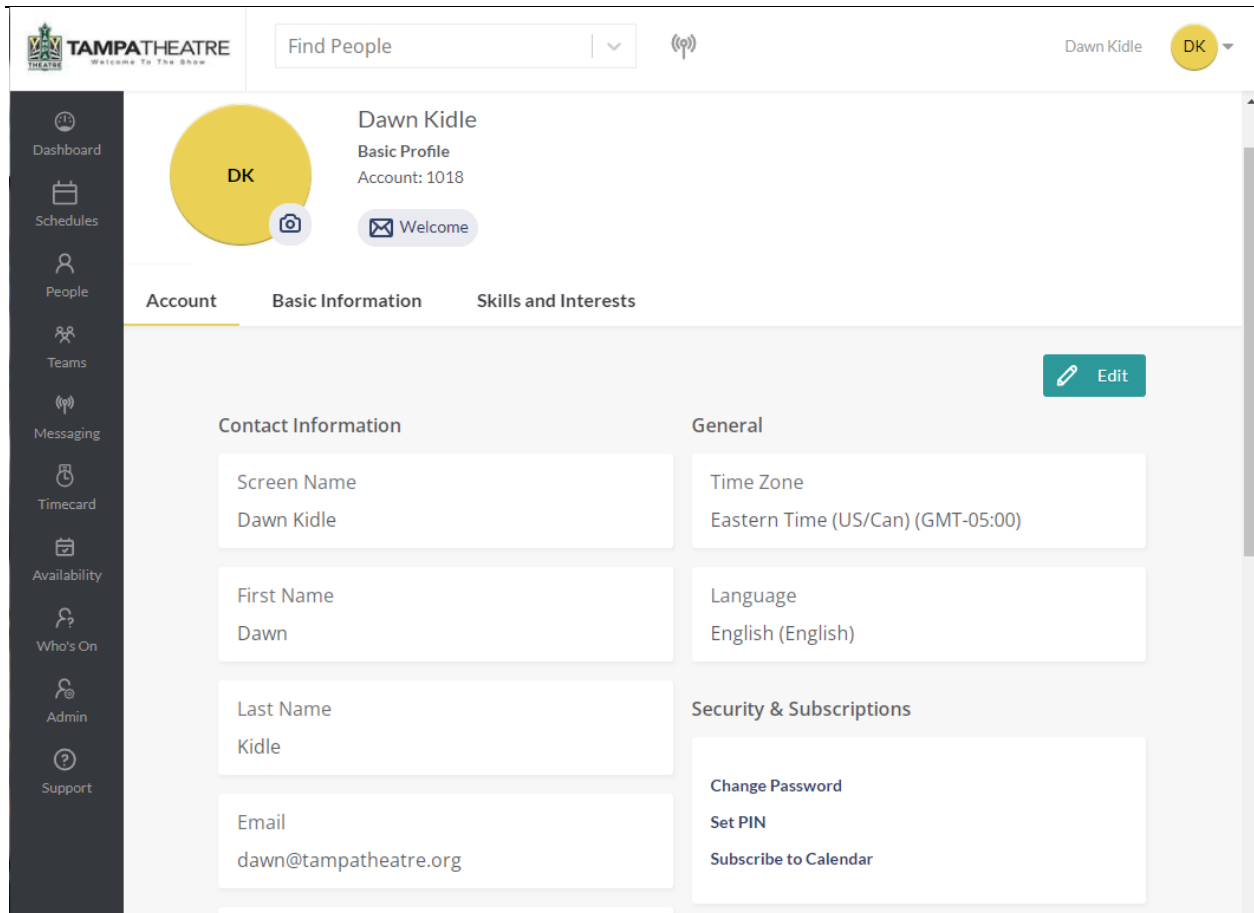 THEATRE
TAMPATHEATRE
Welcome To The Show
Find People
Dawn Kidle
DK
Dashboard
Schedules
People
Teams
Messaging
Timecard
Availability
Who's On
Admin
Support
DK
Dawn Kidle
Basic Profile
Account: 1018
Welcome
Account Basic Information Skills and Interests
Edit
Contact Information
Screen Name
Dawn Kidle
First Name
Dawn
Last Name
Kidle
Email
dawn@tampatheatre.org
General
Time Zone
Eastern Time (US/Can) (GMT-05:00)
Language
English (English)
Security & Subscriptions
Change Password
Set PIN
Subscribe to Calendar